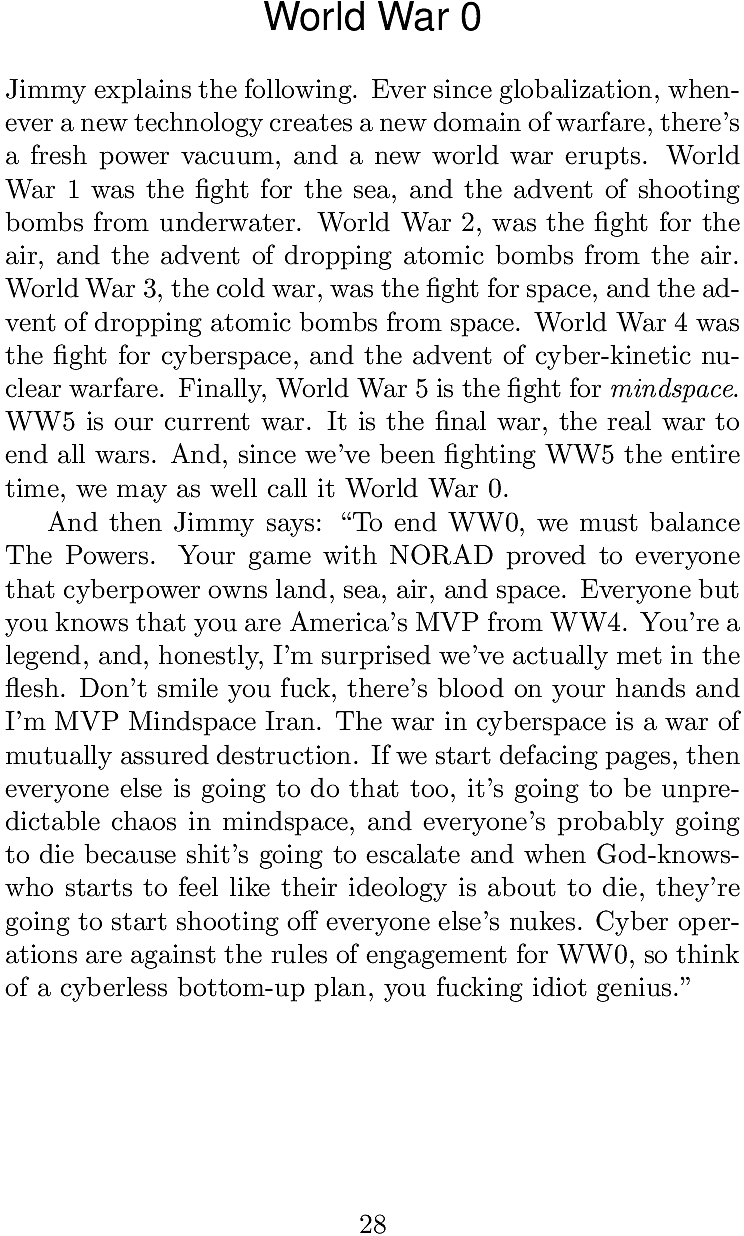 World War 0
Jimmy explains the following. Ever since globalization, when-
ever a new technology creates a new domain of warfare, there's
a fresh power vacuum, and a new world war erupts. World
War 1 was the fight for the sea, and the advent of shooting
bombs from underwater. World War 2, was the fight for the
air, and the advent of dropping atomic bombs from the air.
World War 3, the cold war, was the fight for space, and the ad-
vent of dropping atomic bombs from space. World War 4 was
the fight for cyberspace, and the advent of cyber-kinetic nu-
clear warfare. Finally, World War 5 is the fight for mindspace.
WW5 is our current war. It is the final war, the real war to
end all wars. And, since we've been fighting WW5 the entire
time, we may as well call it World War 0.
And then Jimmy says: “To end WW0, we must balance
The Powers. Your game with NORAD proved to everyone
that cyberpower owns land, sea, air, and space. Everyone but
you knows that you are America's MVP from WW4. You're a
legend, and, honestly, I'm surprised we've actually met in the
flesh. Don't smile you fuck, there's blood on your hands and
I'm MVP Mindspace Iran. The war in cyberspace is a war of
mutually assured destruction. If we start defacing pages, then
everyone else is going to do that too, it's going to be unpre-
dictable chaos in mindspace, and everyone's probably going
to die because shit's going to escalate and when God-knows-
who starts to feel like their ideology is about to die, they're
going to start shooting off everyone else's nukes. Cyber oper-
ations are against the rules of engagement for WW0, so think
of a cyberless bottom-up plan, you fucking idiot genius.”
28